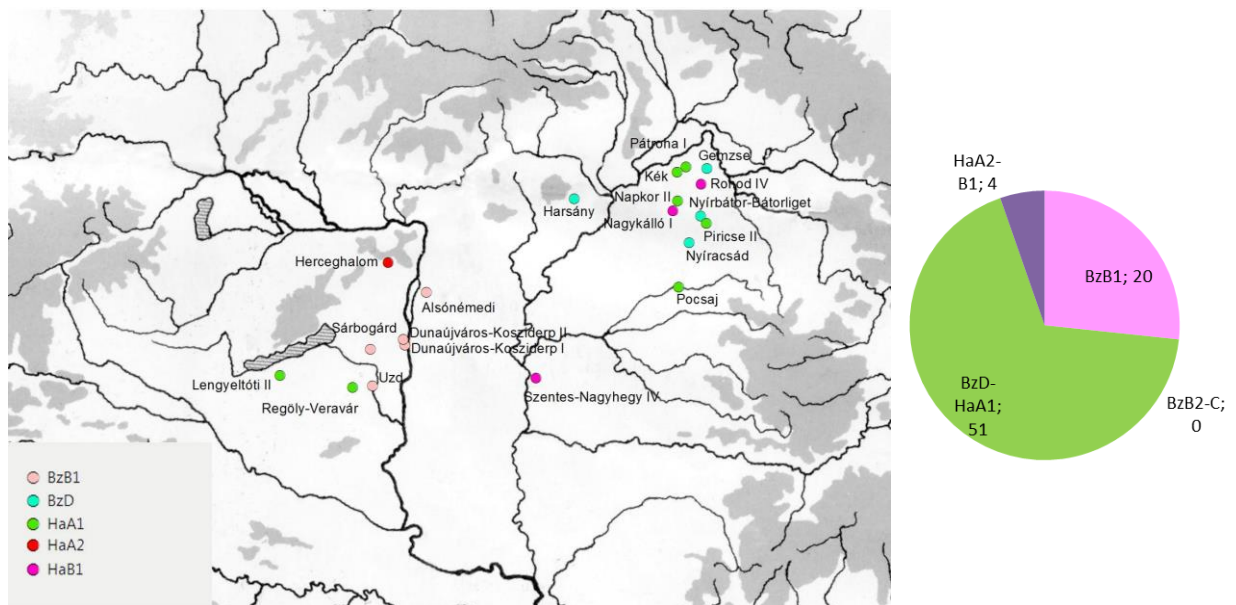 Pátroha I
Gemzse
Kék
Rohod IV
Napkor II
Nyírbátor-Bátorliget
Harsány
Nagykálló I
Piricse II
Nyíracsád
Herceghalom
Pocsaj
Alsónémedi
Sárbogárd
Dunaújváros-Kosziderp II
Dunaújváros-Kosziderp I
Lengyeltóti II
Uzd
Regöly-Veravár
Szentes-Nagyhegy IV
BzB1
BzD
HaA1
HaA2
HaB1
HaA2-
B1; 4
BzB1; 20
BzD-
HaA1;
51
BzB2-C;
0